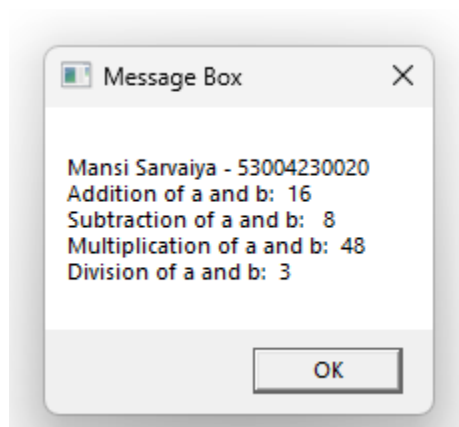 Message Box
Mansi Sarvaiya - 53004230020
Addition of a and b:  16
Subtraction of a and b:   8
Multiplication of a and b:  48
Division of a and b:  3
OK